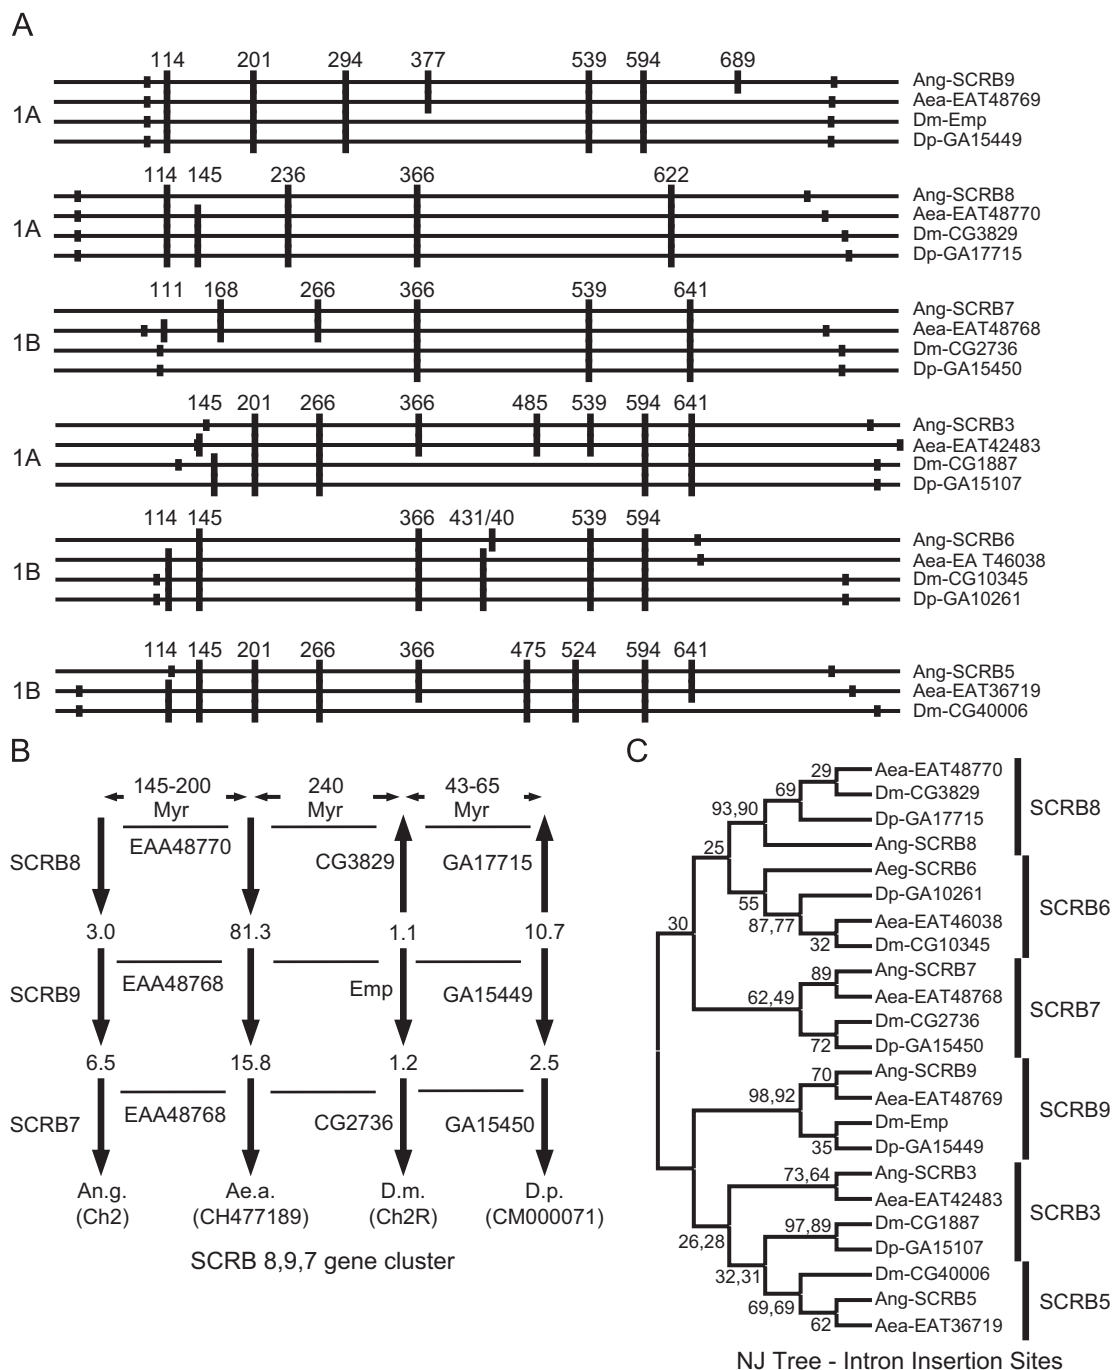 A
114 201 294 377 539 594 689
Ang-SCRB9
Aea-EAT48769
1A
Dm-Emp
Dp-GA15449
114 145 236 366 622
Ang-SCRB8
Aea-EAT48770
1A
Dm-CG3829
Dp-GA17715
111 168 266 366 539 641
Ang-SCRB7
Aea-EAT48768
1B
Dm-CG2736
Dp-GA15450
145 201 266 366 485 539 594 641
Ang-SCRB3
Aea-EAT42483
1A
Dm-CG1887
Dp-GA15107
114 145 366 431/40 539 594
Ang-SCRB6
Aea-EA T46038
1B
Dm-CG10345
Dp-GA10261
114 145 201 266 366 475 524 594 641
Ang-SCRB5
Aea-EAT36719
1B
Dm-CG40006
B
145-200 240 43-65
Myr Myr Myr
SCRB8 EAA48770 CG3829 GA17715
3.0 81.3 1.1 10.7
SCRB9 EAA48768 Emp GA15449
6.5 15.8 1.2 2.5
SCRB7 EAA48768 CG2736 GA15450
An.g. Ae.a. D.m. D.p.
(Ch2) (CH477189) (Ch2R) (CM000071)
SCRB 8,9,7 gene cluster
C
29 Aea-EAT48770
Dm-CG3829
69
Dp-GA17715
93,90
Ang-SCRB8
SCRB8
25
Aeg-SCRB6
55 Dp-GA10261
87,77 Aea-EAT46038
32 Dm-CG10345
SCRB6
30
89 Ang-SCRB7
62,49 Aea-EAT48768
Dm-CG2736
72 Dp-GA15450
SCRB7
70 Ang-SCRB9
98,92 Aea-EAT48769
Dm-Emp
35 Dp-GA15449
SCRB9
73,64 Ang-SCRB3
Aea-EAT42483
97,89 Dm-CG1887
26,28 Dp-GA15107
SCRB3
32,31 Dm-CG40006
69,69 Ang-SCRB5
62 Aea-EAT36719
SCRB5
NJ Tree - Intron Insertion Sites